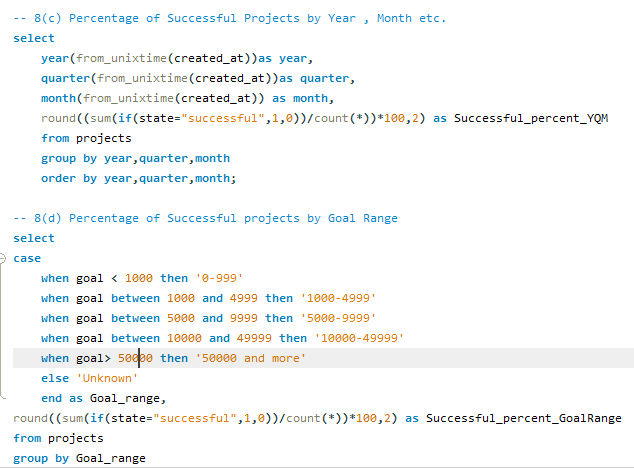 -- 8(c) Percentage of Successful Projects by Year , Month etc.
select
year(from_unixtime(created_at))as year,
quarter(from_unixtime(created_at))as quarter,
month(from_unixtime(created_at)) as month,
round((sum(if(state="successful",1,0))/count(*))*100,2) as Successful_percent_YQM
from projects
group by year,quarter,month
order by year,quarter,month;
-- 8(d) Percentage of Successful projects by Goal Range
select
case
when goal < 1000 then '0-999'
when goal between 1000 and 4999 then '1000-4999'
when goal between 5000 and 9999 then '5000-9999'
when goal between 10000 and 49999 then '10000-49999'
when goal> 50000 then '50000 and more'
else 'Unknown'
end as Goal_range,
round((sum(if(state="successful",1,0))/count(*))*100,2) as Successful_percent_GoalRange
from projects
group by Goal_range